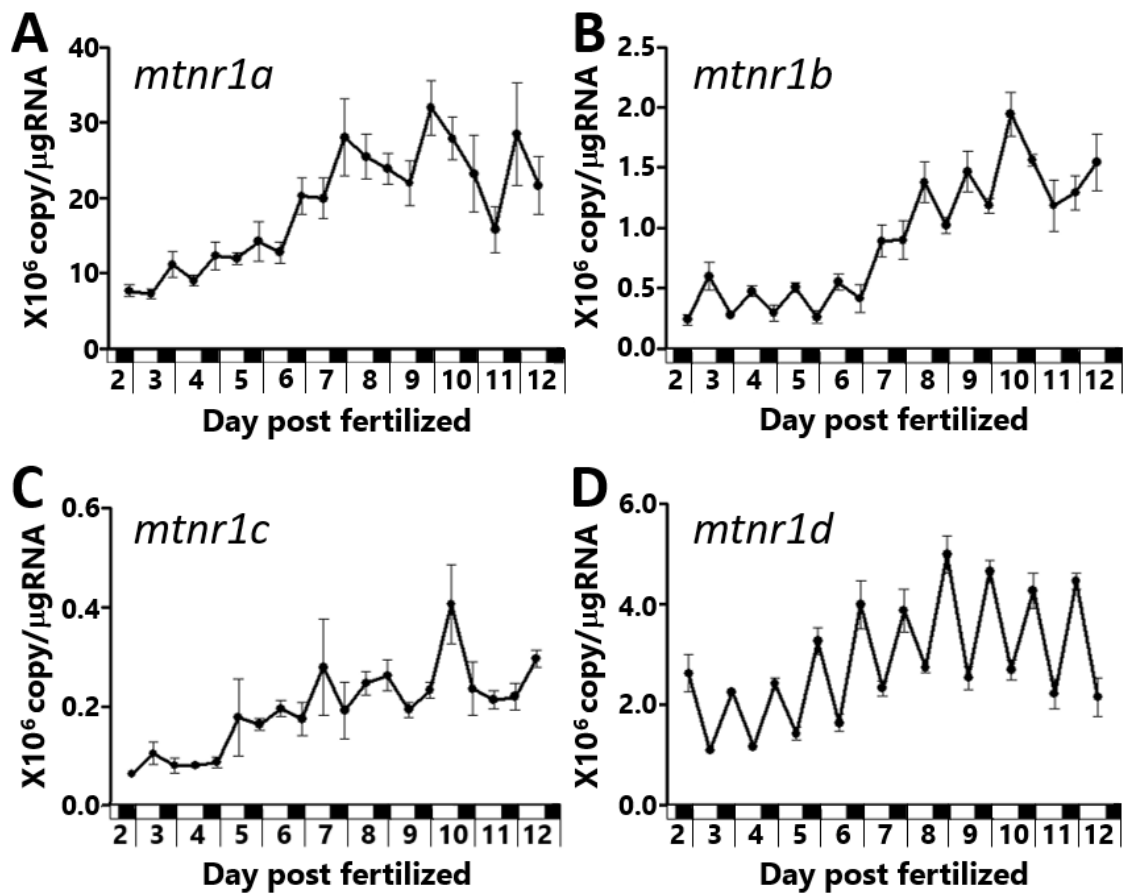 A
mtnr1a
X10⁶ copy/µgRNA
40
30
20
10
0
2 3 4 5 6 7 8 9 10 11 12
Day post fertilized
B
mtnr1b
X10⁶ copy/µgRNA
2.5
2.0
1.5
1.0
0.5
0.0
2 3 4 5 6 7 8 9 10 11 12
Day post fertilized
C
mtnr1c
X10⁶ copy/µgRNA
0.6
0.4
0.2
0.0
2 3 4 5 6 7 8 9 10 11 12
Day post fertilized
D
mtnr1d
X10⁶ copy/µgRNA
6.0
4.0
2.0
0.0
2 3 4 5 6 7 8 9 10 11 12
Day post fertilized